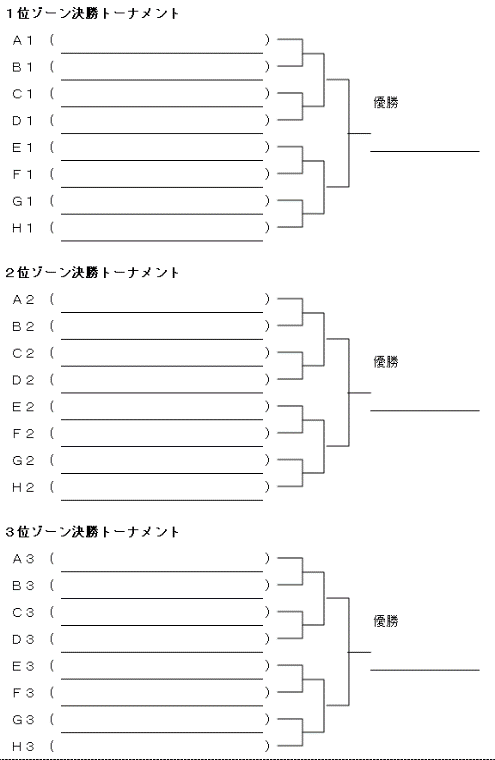 １位ゾーン決勝トーナメント
Ａ１ （ ）
Ｂ１ （ ）
Ｃ１ （ ）
優勝
Ｄ１ （ ）
Ｅ１ （ ）
Ｆ１ （ ）
Ｇ１ （ ）
Ｈ１ （ ）
２位ゾーン決勝トーナメント
Ａ２ （ ）
Ｂ２ （ ）
Ｃ２ （ ）
優勝
Ｄ２ （ ）
Ｅ２ （ ）
Ｆ２ （ ）
Ｇ２ （ ）
Ｈ２ （ ）
３位ゾーン決勝トーナメント
Ａ３ （ ）
Ｂ３ （ ）
Ｃ３ （ ）
優勝
Ｄ３ （ ）
Ｅ３ （ ）
Ｆ３ （ ）
Ｇ３ （ ）
Ｈ３ （ ）